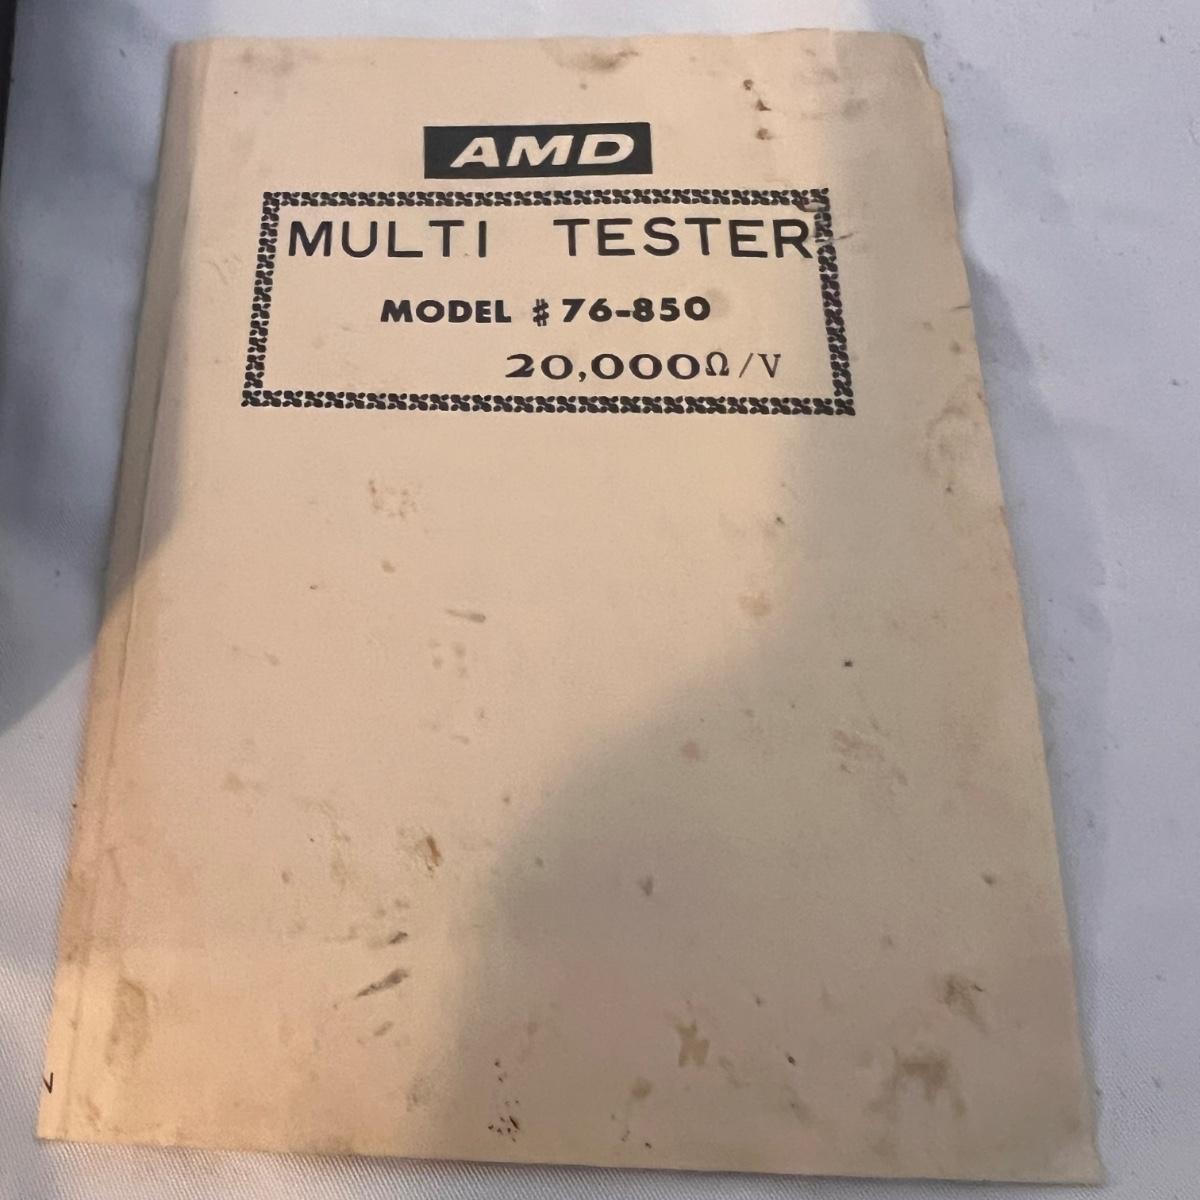 AMD
MULTI TESTER
MODEL # 76-850
20,000Ω/V